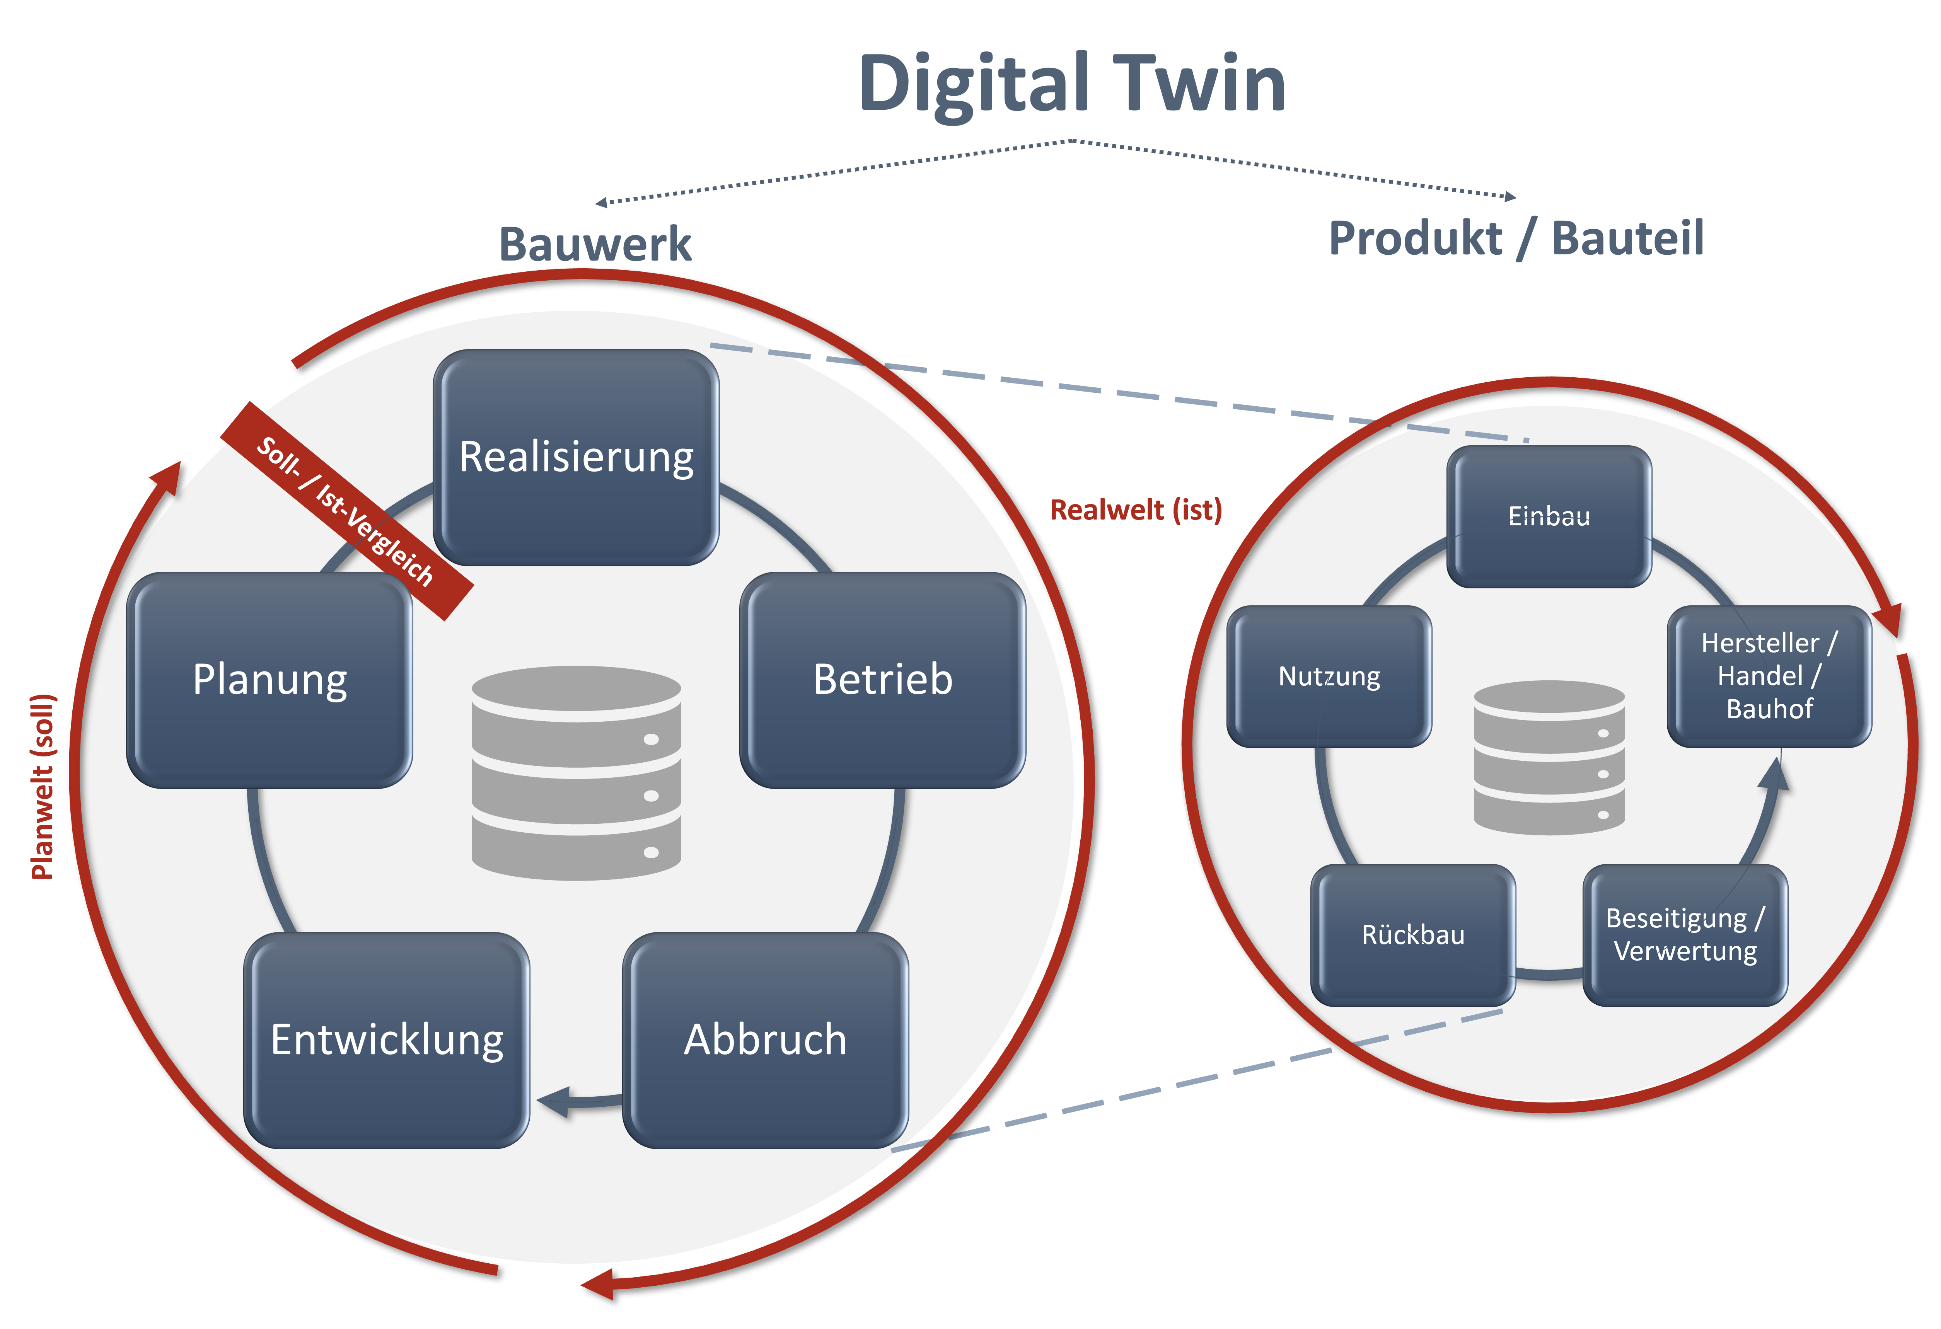 Digital Twin
Bauwerk
Produkt / Bauteil
Realisierung
Soll- / Ist-Vergleich
Planung
Betrieb
Entwicklung
Abbruch
Planwelt (soll)
Realwelt (ist)
Einbau
Nutzung
Hersteller /
Handel /
Bauhof
Rückbau
Beseitigung /
Verwertung